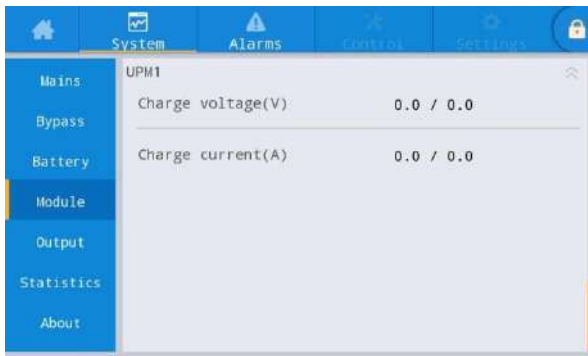 System
Alarms
Control
Settings
Mains
Bypass
Battery
Module
Output
Statistics
About
UPM1
Charge voltage(V) 0.0 / 0.0
Charge current(A) 0.0 / 0.0